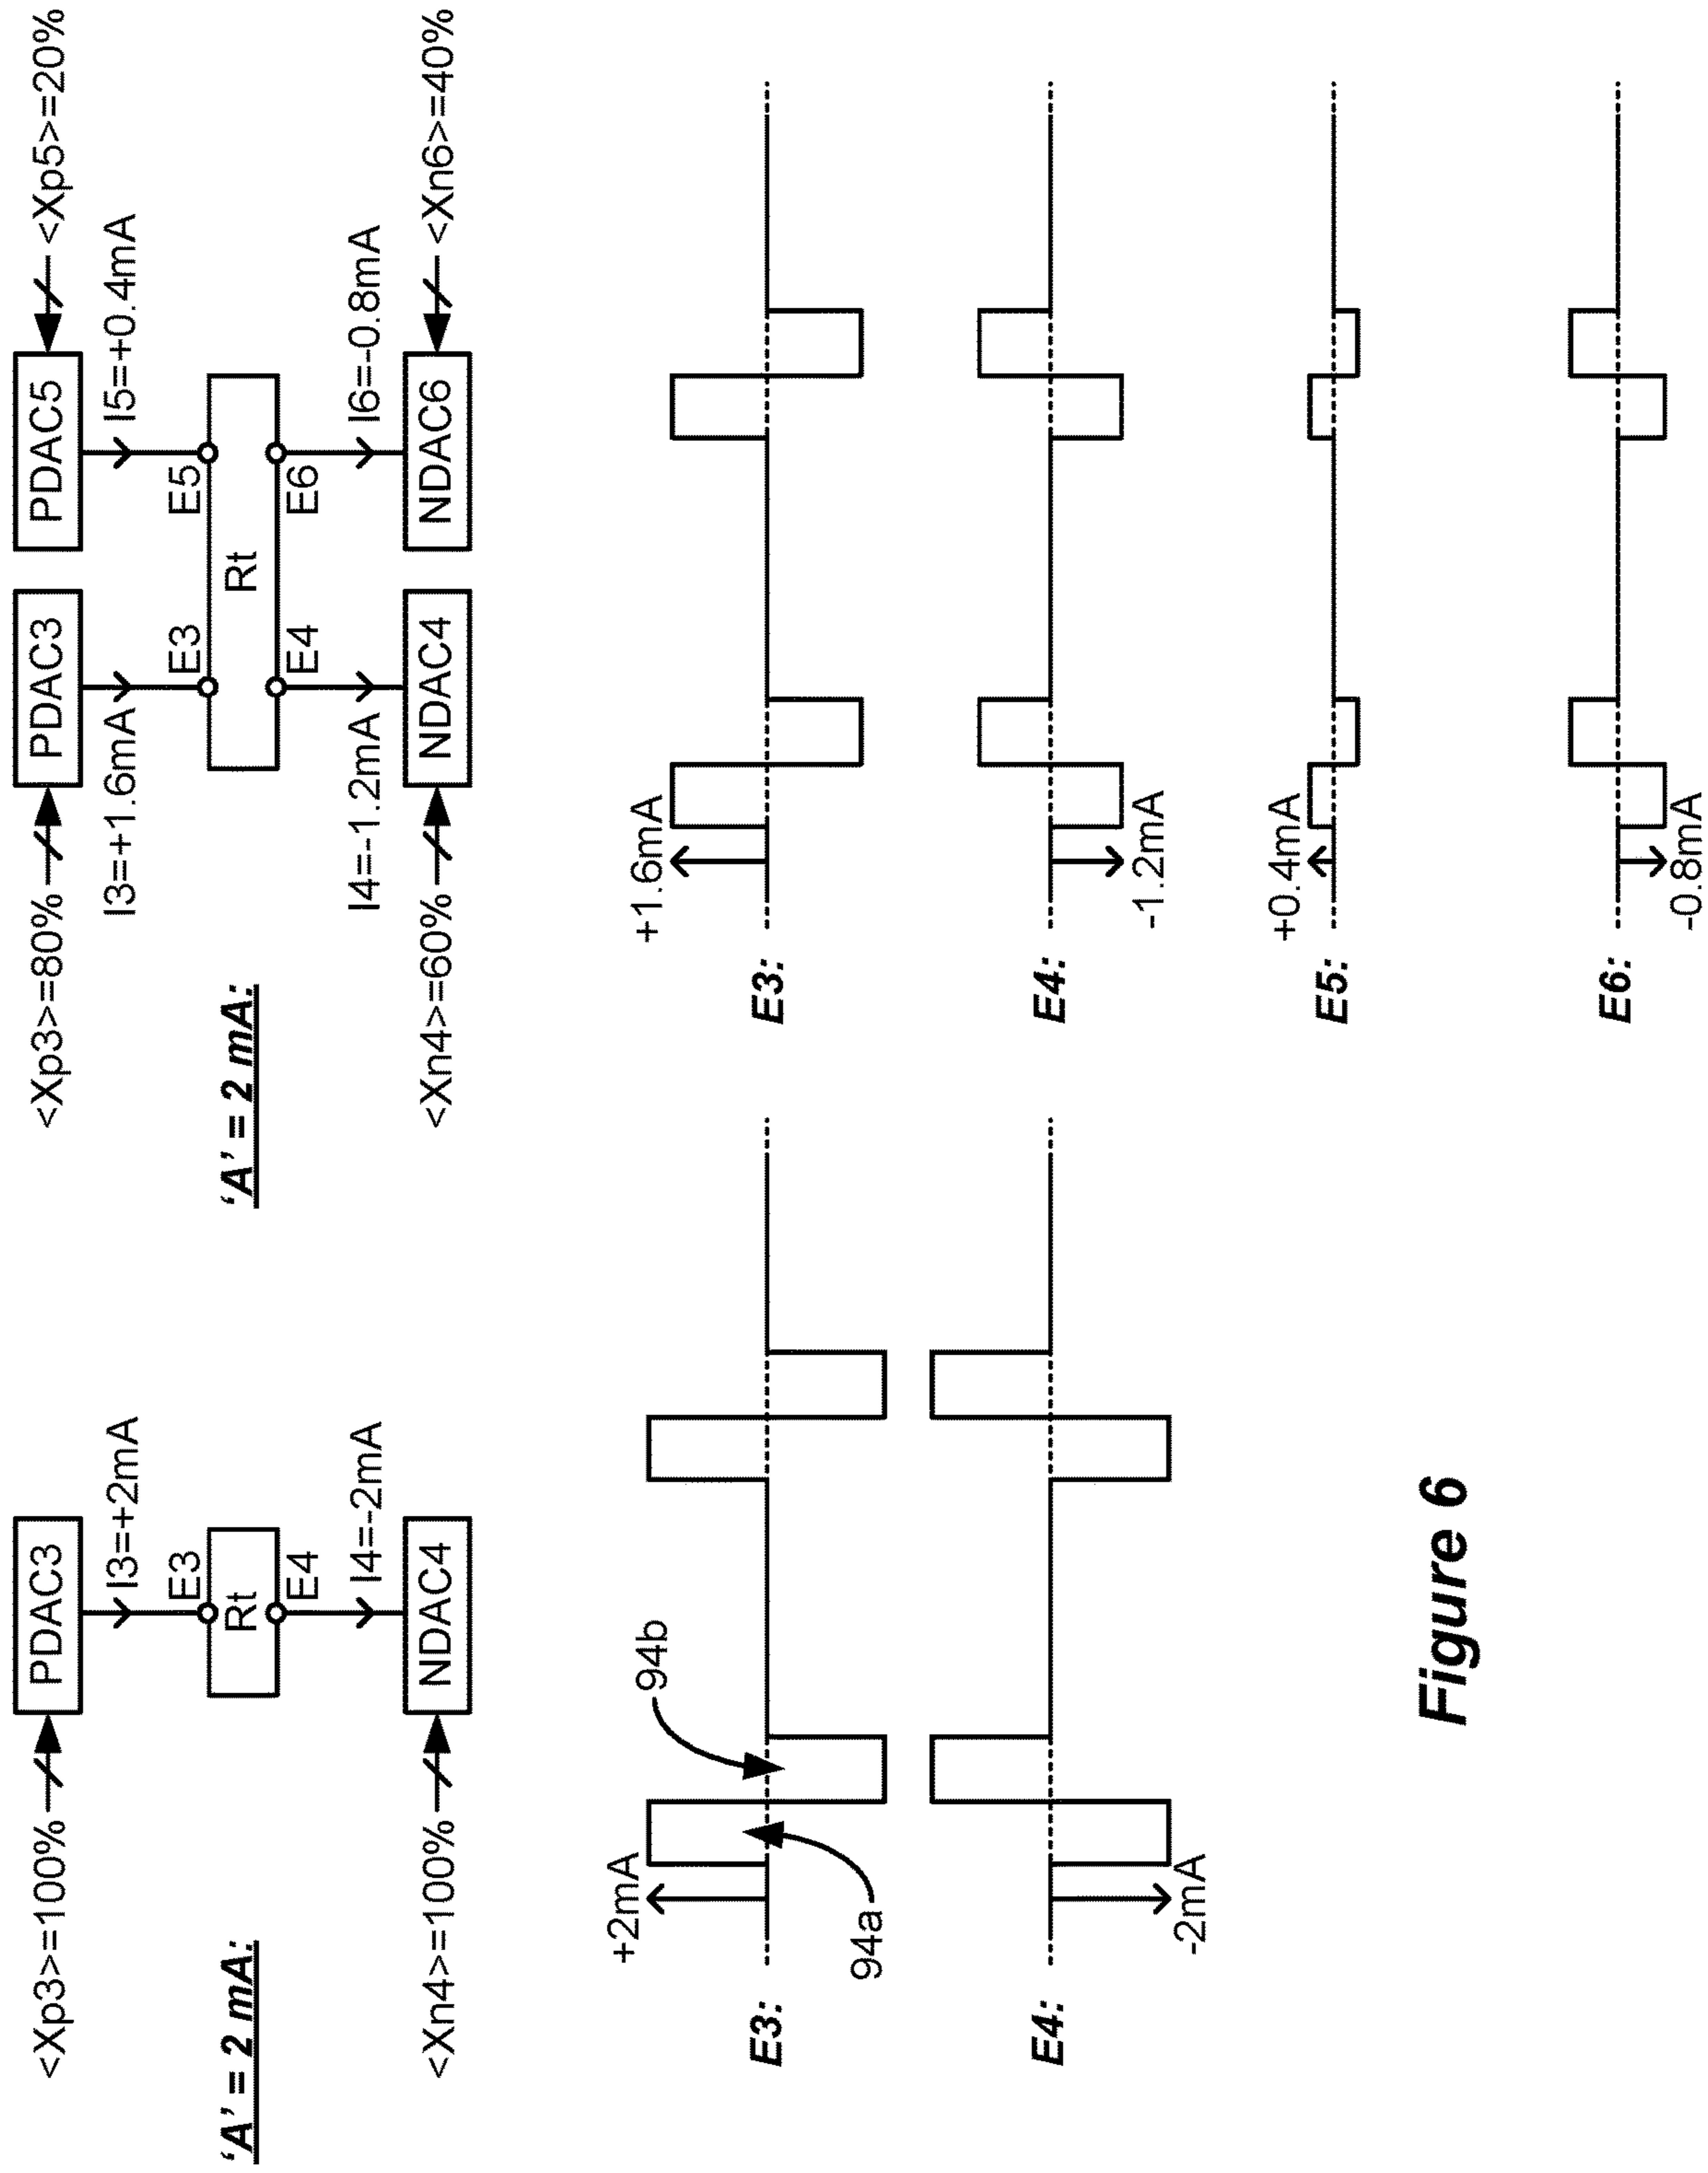 <Xp3>=100%
PDAC3
I3=+2mA
'A' = 2 mA:
E3
Rt
E4
I4=-2mA
<Xn4>=100%
NDAC4
+2mA
94b
E3:
94a
E4:
-2mA
<Xp3>=80%
PDAC3
PDAC5
<Xp5>=20%
I3=+1.6mA
I5=+0.4mA
'A' = 2 mA:
E3
E5
Rt
E4
E6
I4=-1.2mA
I6=-0.8mA
<Xn4>=60%
NDAC4
NDAC6
<Xn6>=40%
+1.6mA
E3:
E4:
-1.2mA
+0.4mA
E5:
E6:
-0.8mA
Figure 6